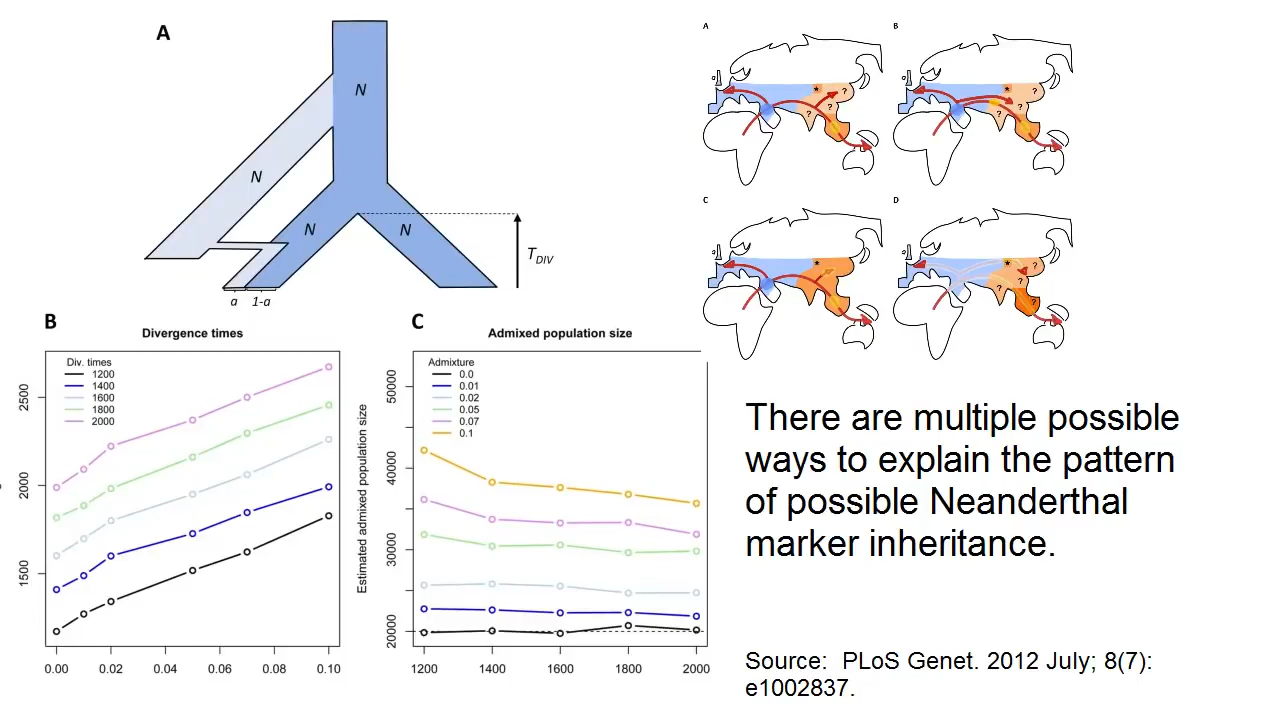 A
N
N
N
N
T_DIV
a
1-a
B
Divergence times
Div. times
1200
1400
1600
1800
2000
2500
2000
1500
0.00
0.02
0.04
0.06
0.08
0.10
C
Admixed population size
Admixture
0.0
0.01
0.02
0.05
0.07
0.1
Estimated admixed population size
50000
40000
30000
20000
1200
1400
1600
1800
2000
A
?
?
?
B
?
?
?
C
D
?
?
?
?
There are multiple possible
ways to explain the pattern
of possible Neanderthal
marker inheritance.
Source: PLoS Genet. 2012 July; 8(7):
e1002837.